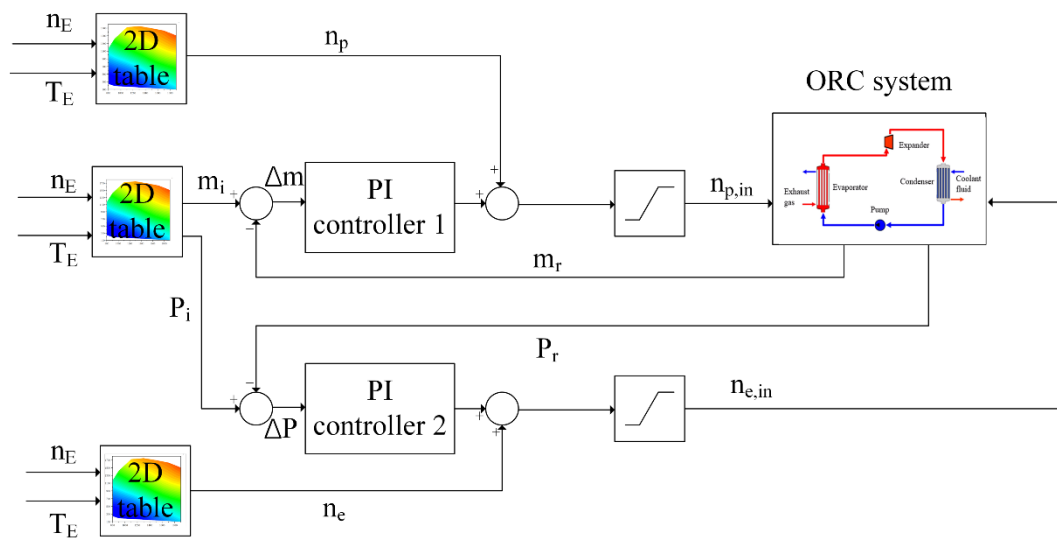 n_E
T_E
2D
table
n_p
ORC system
Expander
Evaporator
Condenser
Exhaust
gas
Coolant
fluid
Pump
n_E
T_E
2D
table
m_i
+
−
Δm
PI
controller 1
+
+
n_p,in
m_r
P_i
P_r
−
+
ΔP
PI
controller 2
+
+
n_e,in
n_E
T_E
2D
table
n_e